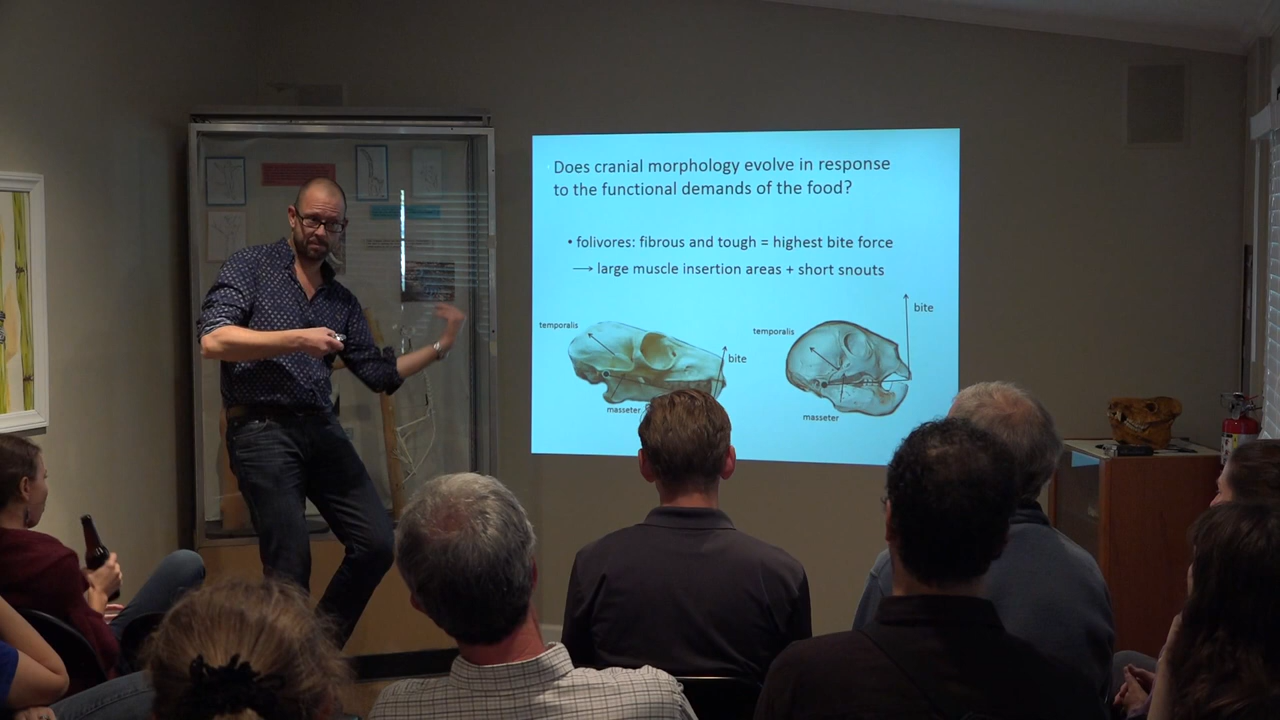 Does cranial morphology evolve in response
to the functional demands of the food?
• folivores: fibrous and tough = highest bite force
→ large muscle insertion areas + short snouts
temporalis
bite
masseter
temporalis
bite
masseter